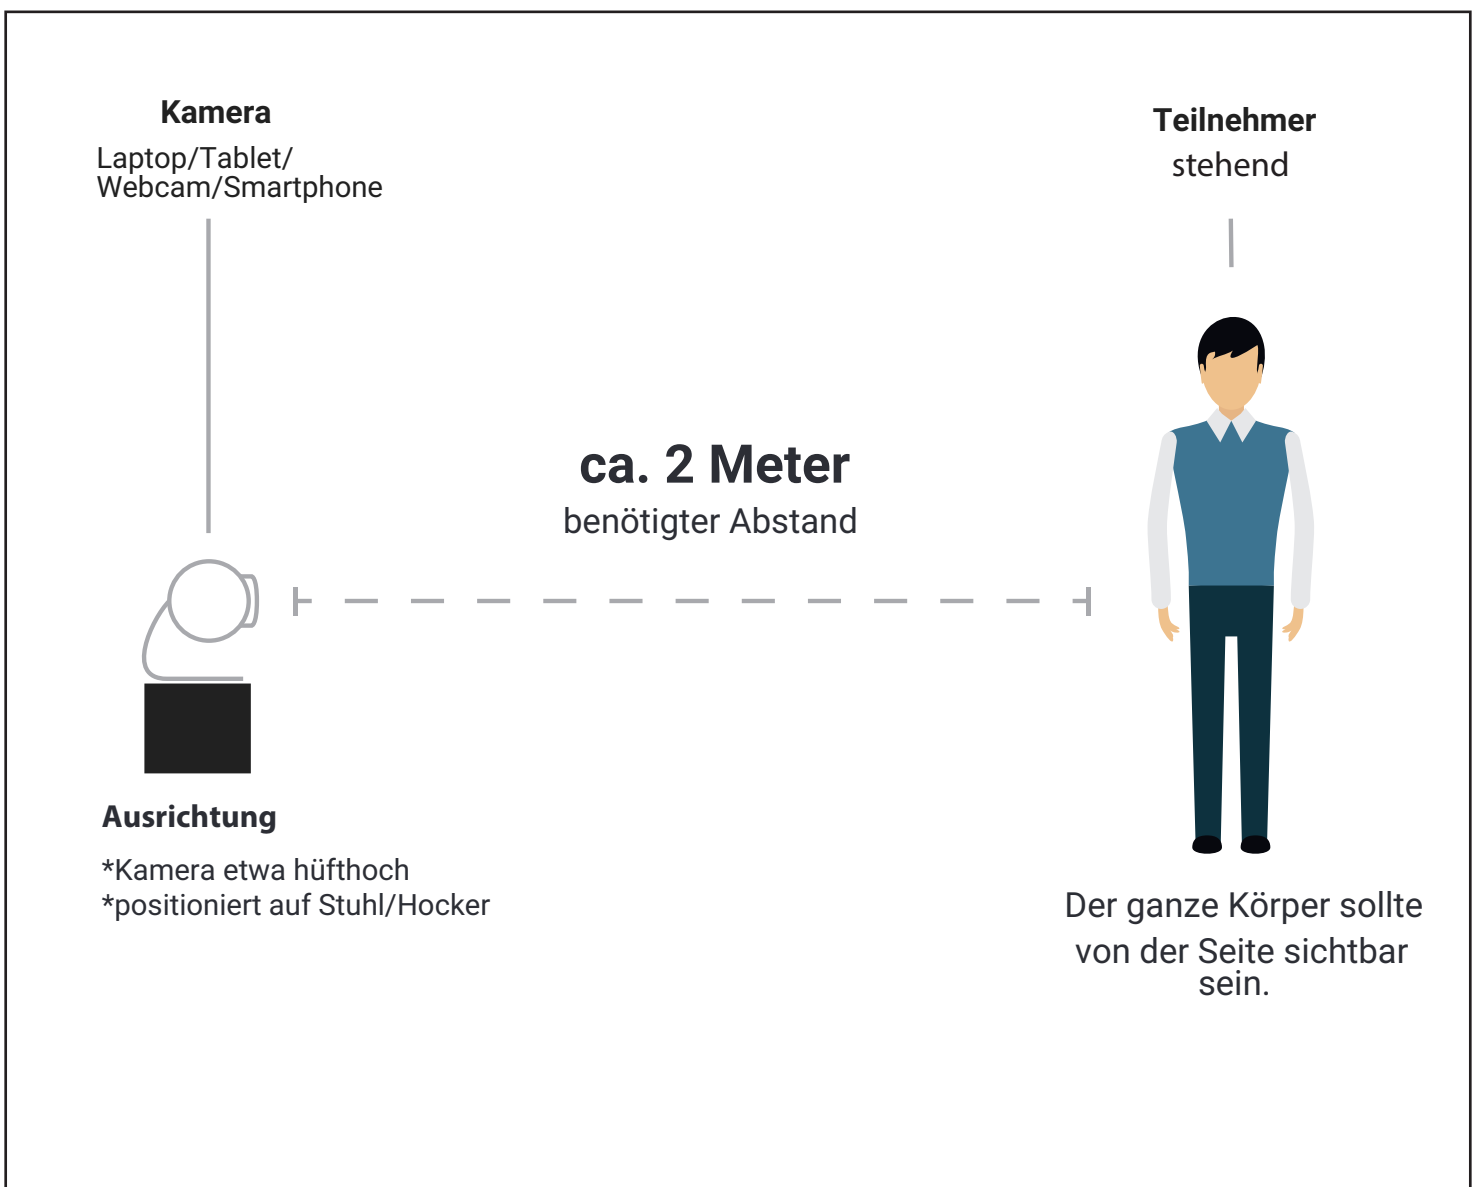 Kamera
Laptop/Tablet/
Webcam/Smartphone
Teilnehmer
stehend
ca. 2 Meter
benötigter Abstand
Ausrichtung
*Kamera etwa hüfthoch
*positioniert auf Stuhl/Hocker
Der ganze Körper sollte
von der Seite sichtbar
sein.